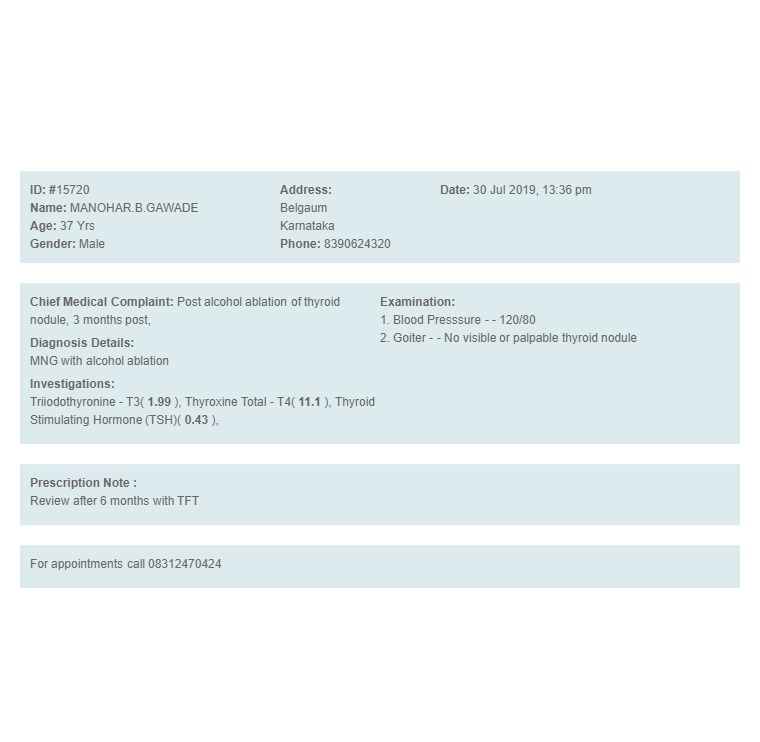 ID: #15720
Name: MANOHAR.B.GAWADE
Age: 37 Yrs
Gender: Male
Address:
Belgaum
Karnataka
Phone: 8390624320
Date: 30 Jul 2019, 13:36 pm
Chief Medical Complaint: Post alcohol ablation of thyroid
nodule, 3 months post,
Diagnosis Details:
MNG with alcohol ablation
Investigations:
Triiodothyronine - T3( 1.99 ), Thyroxine Total - T4( 11.1 ), Thyroid
Stimulating Hormone (TSH)( 0.43 ),
Examination:
1. Blood Presssure - - 120/80
2. Goiter - - No visible or palpable thyroid nodule
Prescription Note :
Review after 6 months with TFT
For appointments call 08312470424